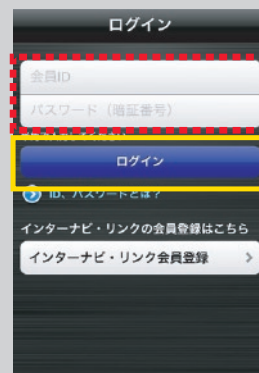 ログイン
会員ID
パスワード（暗証番号）
ログイン
ID、パスワードとは？
インターナビ・リンクの会員登録はこちら
インターナビ・リンク会員登録